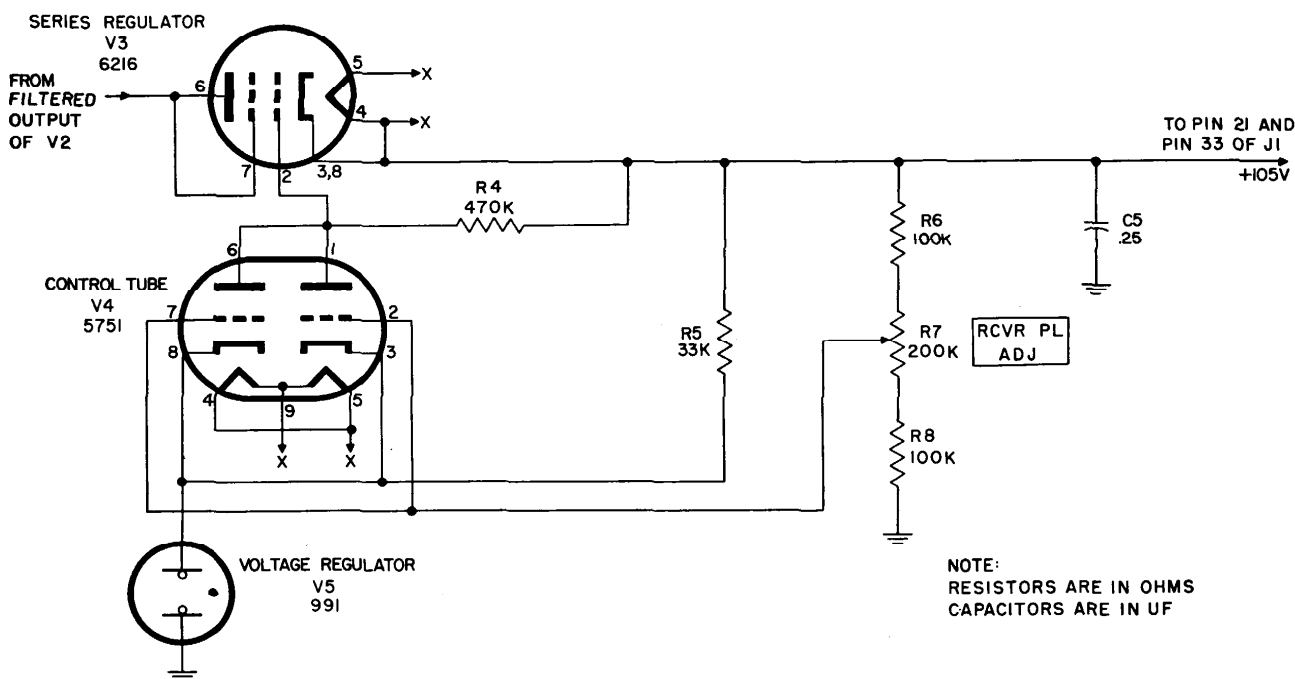 SERIES REGULATOR
V3
6216
FROM
FILTERED
OUTPUT
OF V2
6
5
X
4
X
7
2
3,8
TO PIN 21 AND
PIN 33 OF J1
+105V
R4
470K
R6
100K
C5
.25
CONTROL TUBE
V4
5751
6
1
7
2
8
3
4
9
5
X
X
R5
33K
R7
200K
RCVR PL
ADJ
R8
100K
VOLTAGE REGULATOR
V5
991
NOTE:
RESISTORS ARE IN OHMS
CAPACITORS ARE IN UF